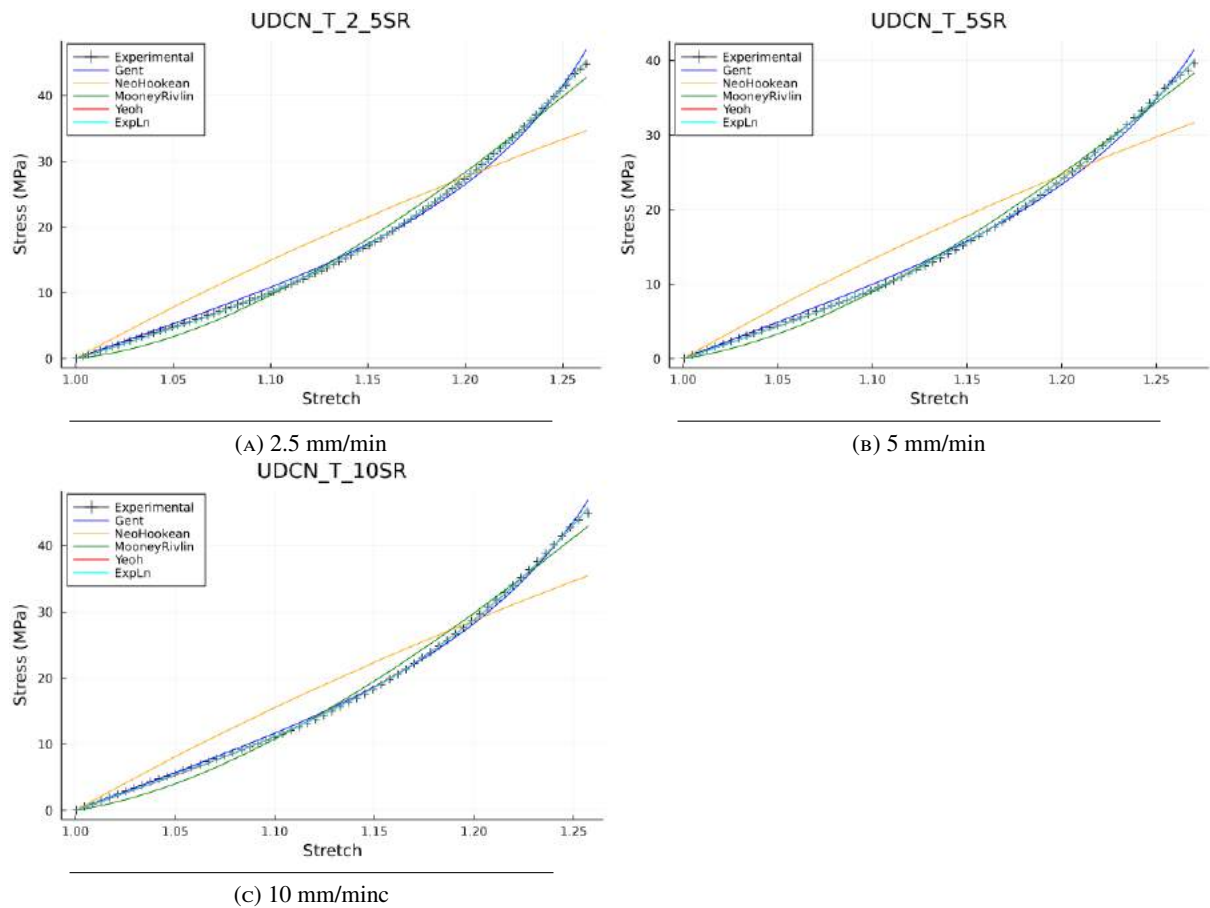 UDCN_T_2_5SR
Experimental
Gent
NeoHookean
MooneyRivlin
Yeoh
ExpLn
Stress (MPa)
40
30
20
10
0
1.00 1.05 1.10 1.15 1.20 1.25
Stretch
(A) 2.5 mm/min
UDCN_T_5SR
Experimental
Gent
NeoHookean
MooneyRivlin
Yeoh
ExpLn
Stress (MPa)
40
30
20
10
0
1.00 1.05 1.10 1.15 1.20 1.25
Stretch
(B) 5 mm/min
UDCN_T_10SR
Experimental
Gent
NeoHookean
MooneyRivlin
Yeoh
ExpLn
Stress (MPa)
40
30
20
10
0
1.00 1.05 1.10 1.15 1.20 1.25
Stretch
(C) 10 mm/minc